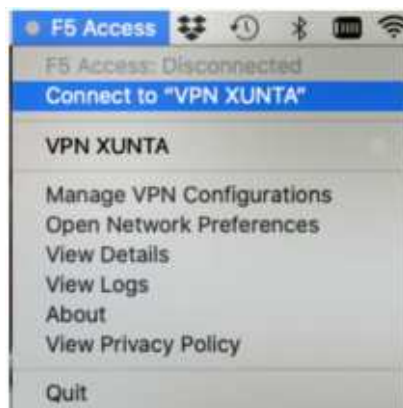 F5 Access
F5 Access: Disconnected
Connect to "VPN XUNTA"
VPN XUNTA
Manage VPN Configurations
Open Network Preferences
View Details
View Logs
About
View Privacy Policy
Quit